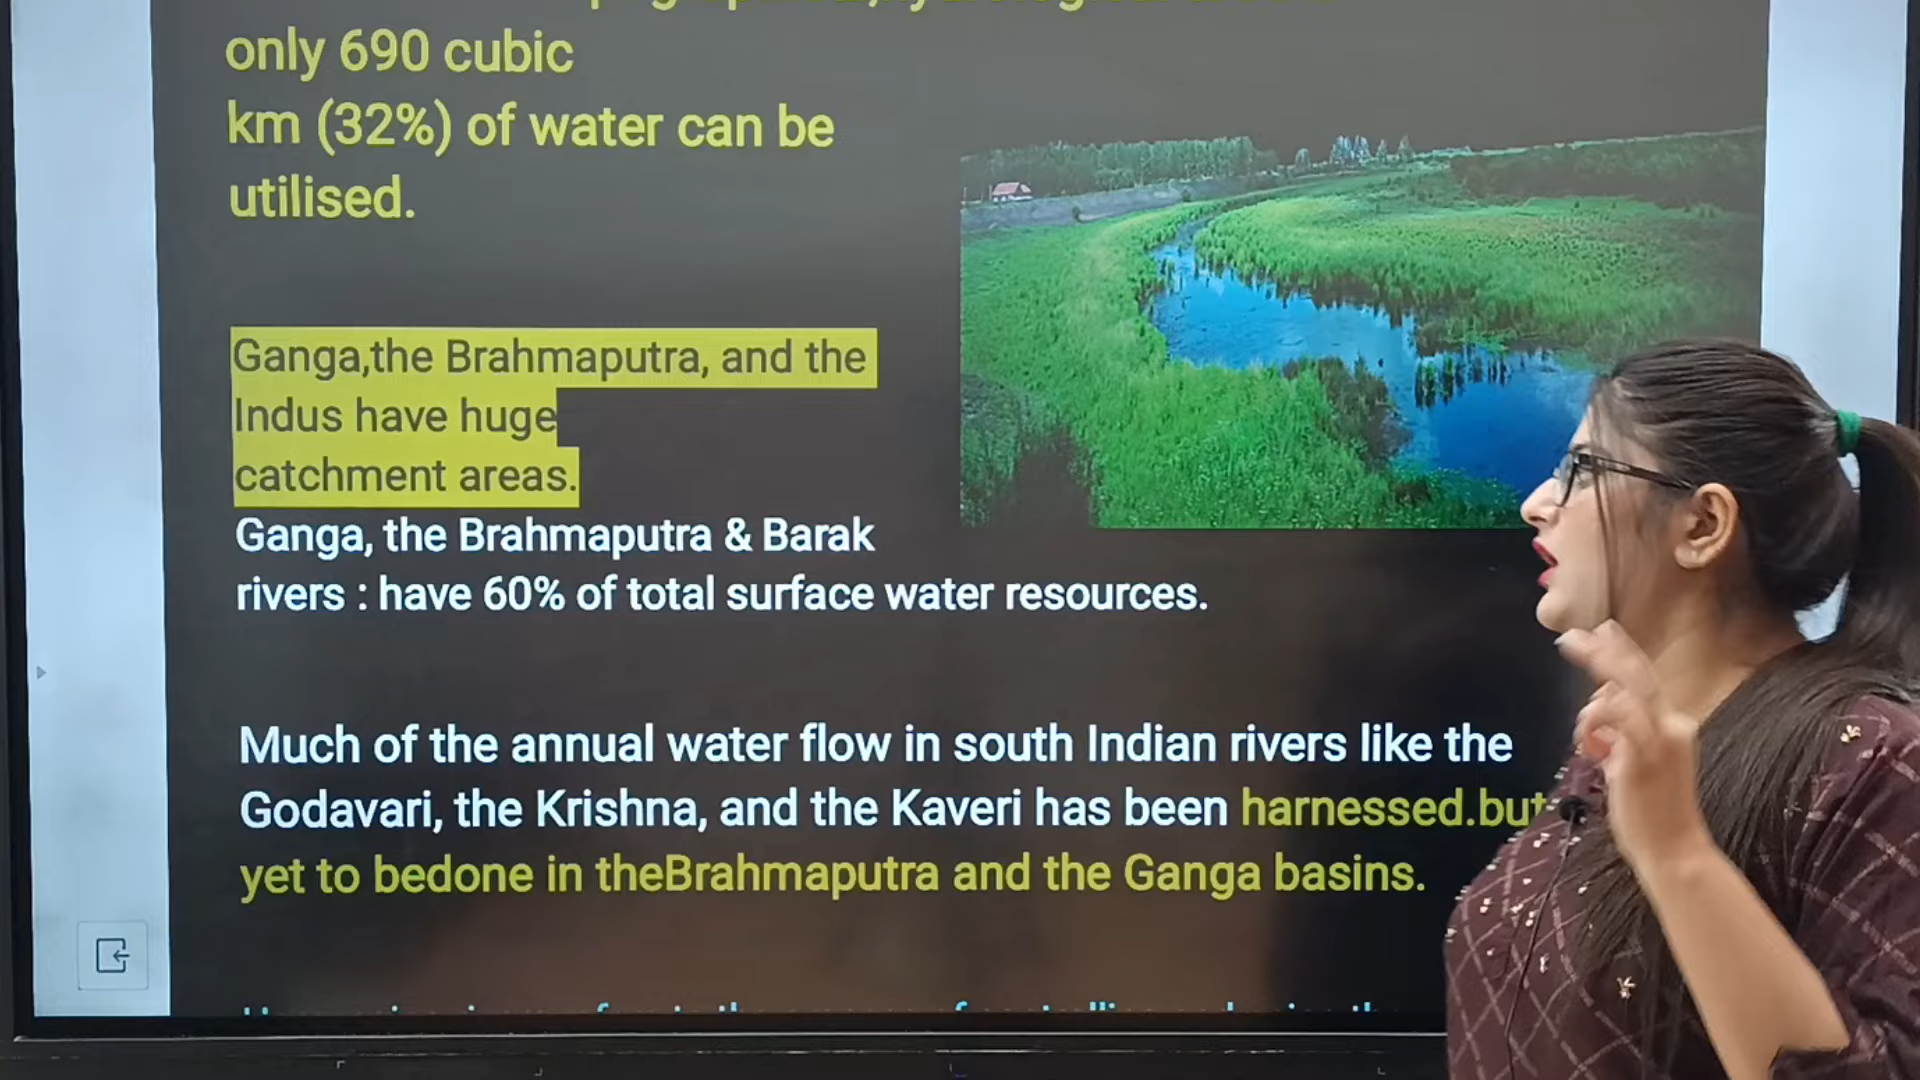 only 690 cubic
km (32%) of water can be
utilised.
Ganga,the Brahmaputra, and the
Indus have huge
catchment areas.
Ganga, the Brahmaputra & Barak
rivers : have 60% of total surface water resources.
Much of the annual water flow in south Indian rivers like the
Godavari, the Krishna, and the Kaveri has been harnessed.but
yet to bedone in theBrahmaputra and the Ganga basins.